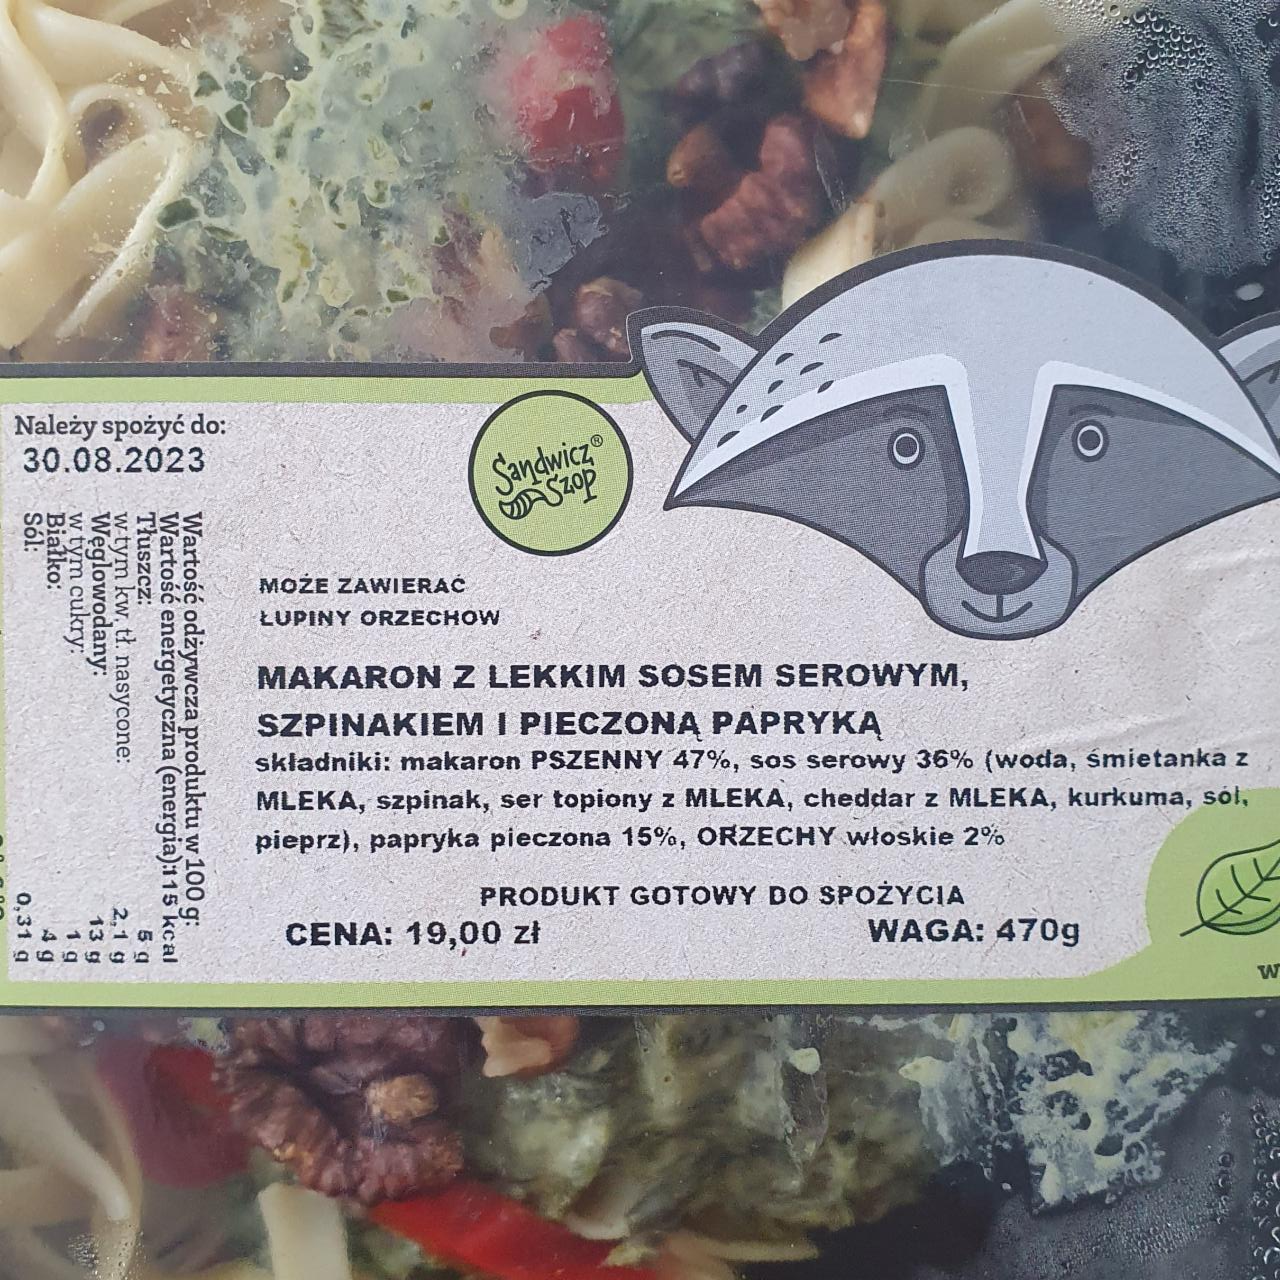 Należy spożyć do:
30.08.2023
Sandwicz®
Szop
Wartość odżywcza produktu w 100 g:
Wartość energetyczna (energia):115 kcal
Tłuszcz: 5 g
w tym kw. tł. nasycone: 2,1 g
Węglowodany: 13 g
w tym cukry: 1 g
Białko: 4 g
Sól: 0,31 g
MOŻE ZAWIERAĆ
ŁUPINY ORZECHOW
MAKARON Z LEKKIM SOSEM SEROWYM,
SZPINAKIEM I PIECZONĄ PAPRYKĄ
składniki: makaron PSZENNY 47%, sos serowy 36% (woda, śmietanka z
MLEKA, szpinak, ser topiony z MLEKA, cheddar z MLEKA, kurkuma, sól,
pieprz), papryka pieczona 15%, ORZECHY włoskie 2%
PRODUKT GOTOWY DO SPOŻYCIA
CENA: 19,00 zł
WAGA: 470g